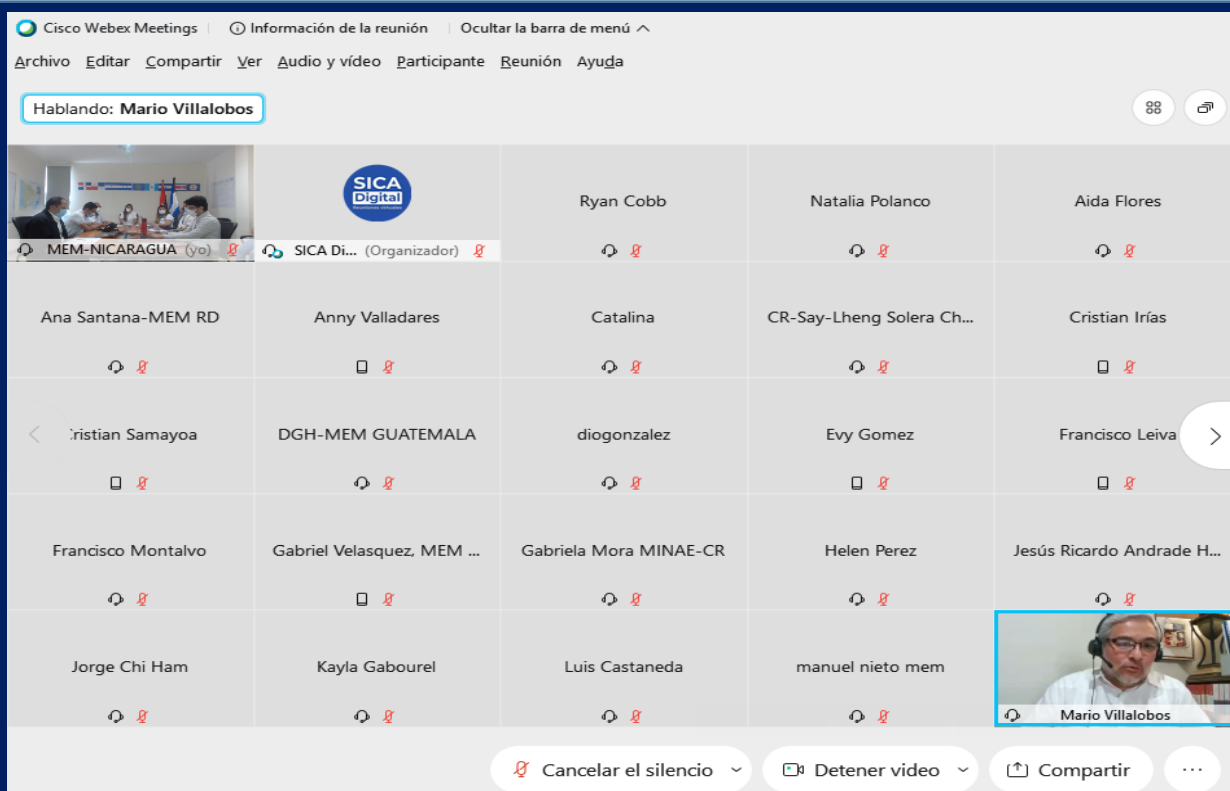 Cisco Webex Meetings Información de la reunión Ocultar la barra de menú
Archivo Editar Compartir Ver Audio y vídeo Participante Reunión Ayuda
Hablando: Mario Villalobos
SICA
Digital
MEM-NICARAGUA (yo)
SICA Di... (Organizador)
Ryan Cobb
Natalia Polanco
Aida Flores
Ana Santana-MEM RD
Anny Valladares
Catalina
CR-Say-Lheng Solera Ch...
Cristian Irías
ristian Samayoa
DGH-MEM GUATEMALA
diogonzalez
Evy Gomez
Francisco Leiva
Francisco Montalvo
Gabriel Velasquez, MEM ...
Gabriela Mora MINAE-CR
Helen Perez
Jesús Ricardo Andrade H...
Jorge Chi Ham
Kayla Gabourel
Luis Castaneda
manuel nieto mem
Mario Villalobos
Cancelar el silencio Detener video Compartir ...